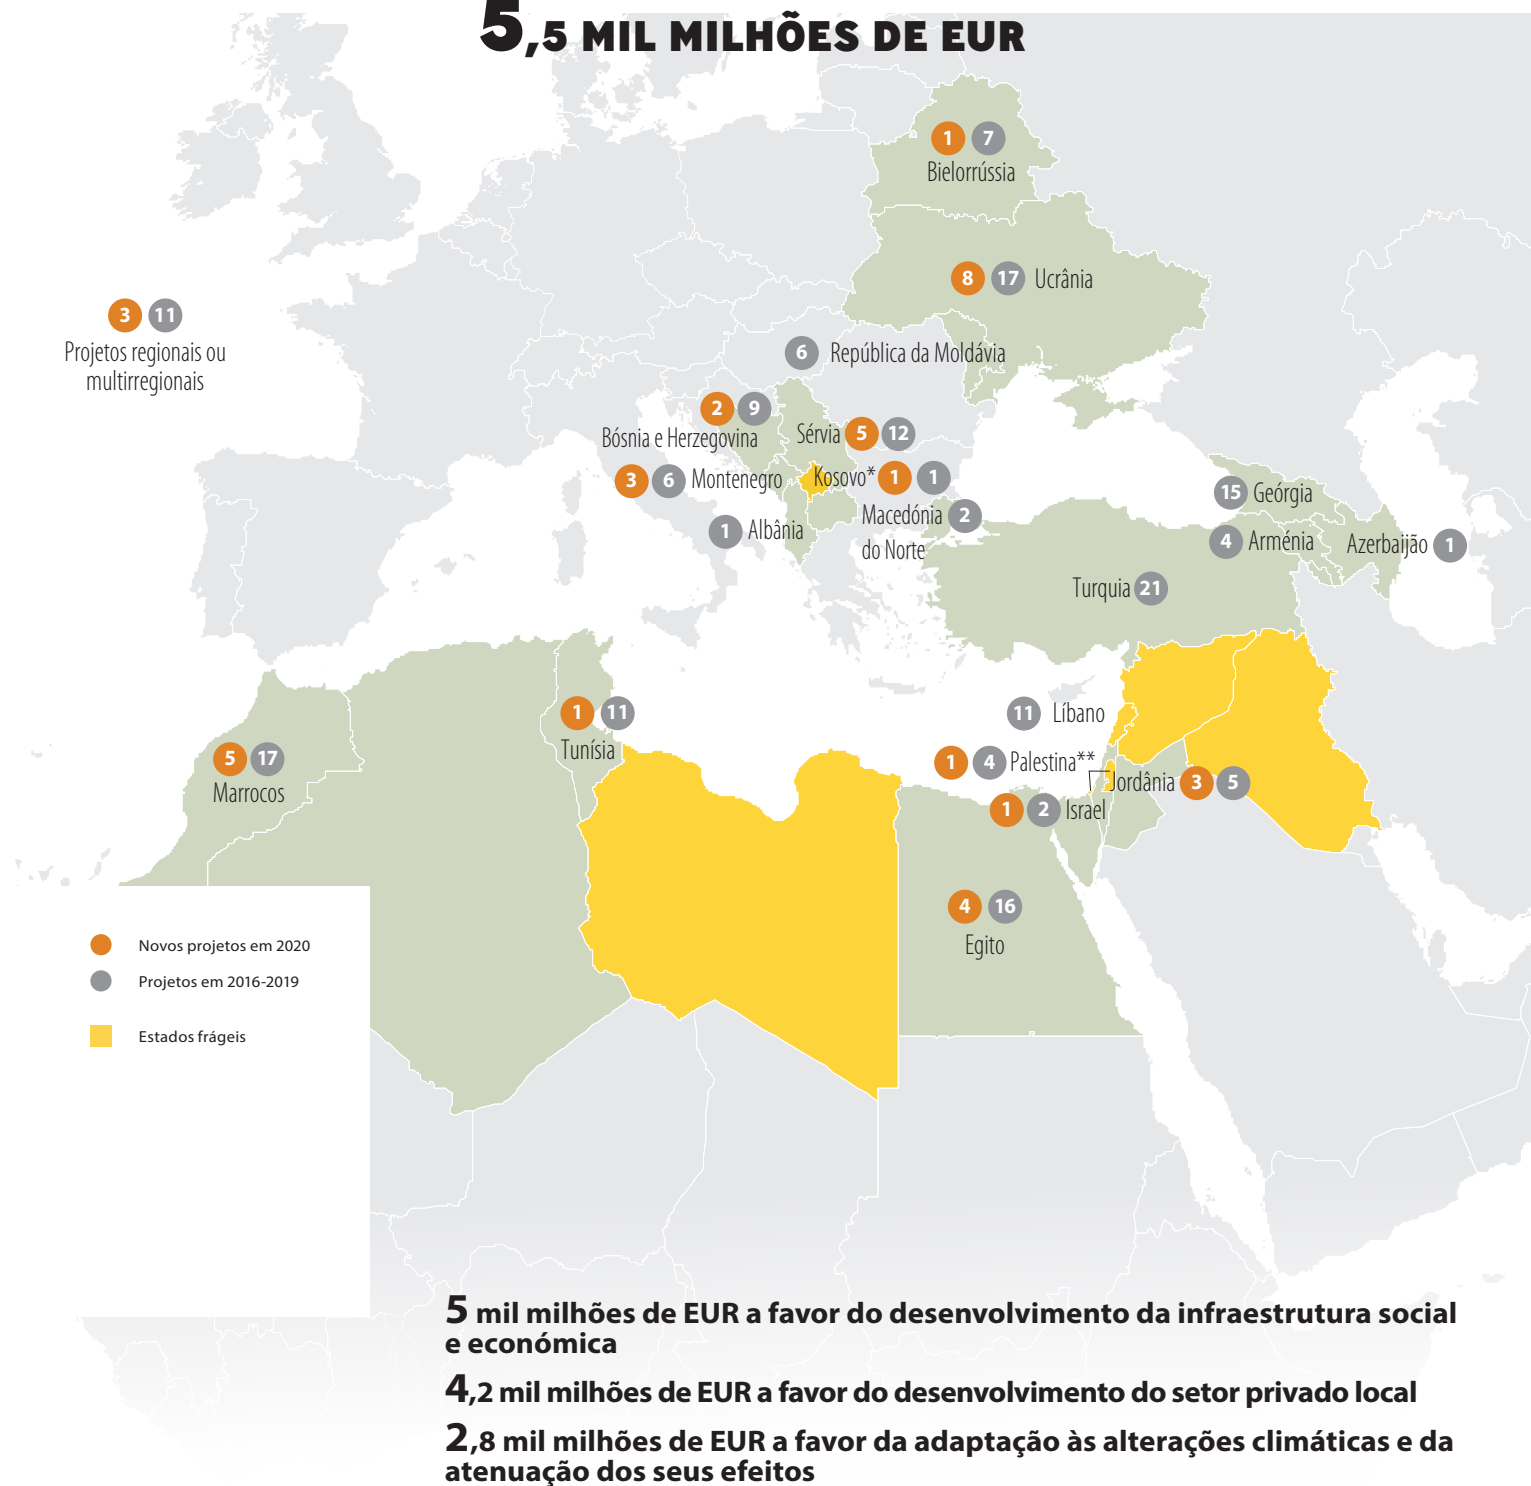 5,5 MIL MILHÕES DE EUR
1 7
Bielorrússia
8 17 Ucrânia
3 11
Projetos regionais ou
multirregionais
6 República da Moldávia
2 9
Bósnia e Herzegovina
Sérvia 5 12
3 6 Montenegro
Kosovo* 1 1
1 Albânia
Macedónia 2
do Norte
15 Geórgia
4 Arménia
Azerbaijão 1
Turquia 21
1 11
Tunísia
11 Líbano
5 17
Marrocos
1 4 Palestina**
Jordânia 3 5
1 2 Israel
4 16
Egito
Novos projetos em 2020
Projetos em 2016-2019
Estados frágeis
5 mil milhões de EUR a favor do desenvolvimento da infraestrutura social
e económica
4,2 mil milhões de EUR a favor do desenvolvimento do setor privado local
2,8 mil milhões de EUR a favor da adaptação às alterações climáticas e da
atenuação dos seus efeitos